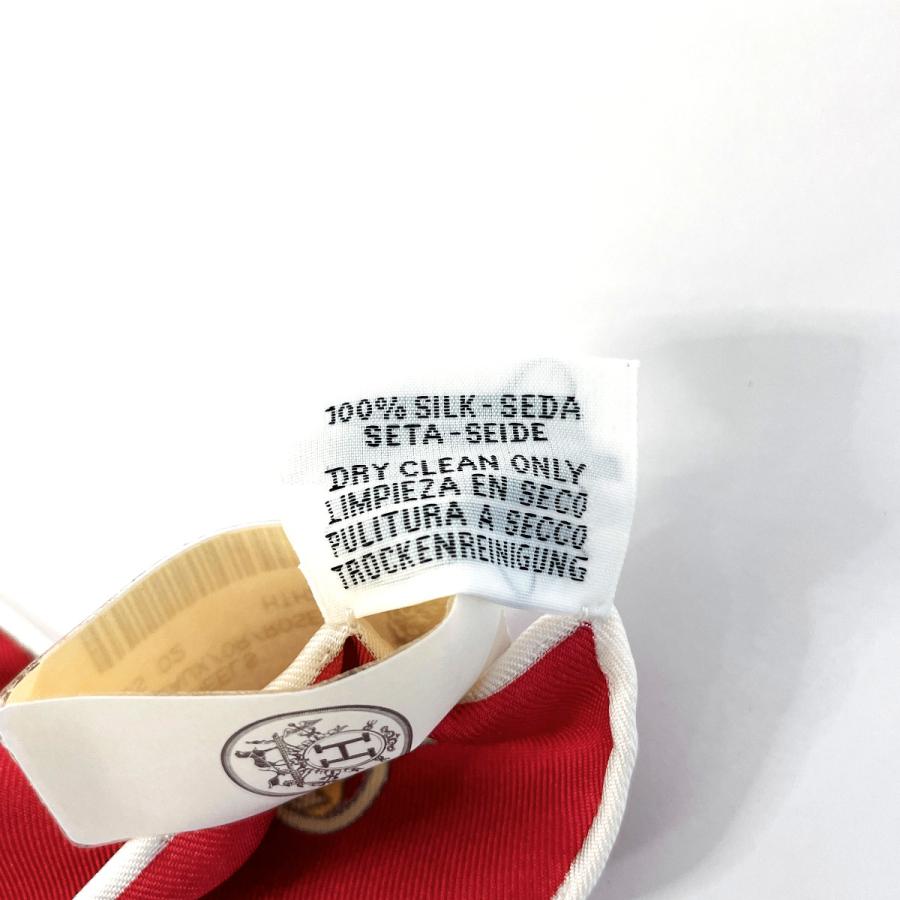 100% SILK - SEDA
SETA-SEIDE
DRY CLEAN ONLY
LIMPIEZA EN SECO
PULITURA A SECCO
TROCKENREINIGUNG
H